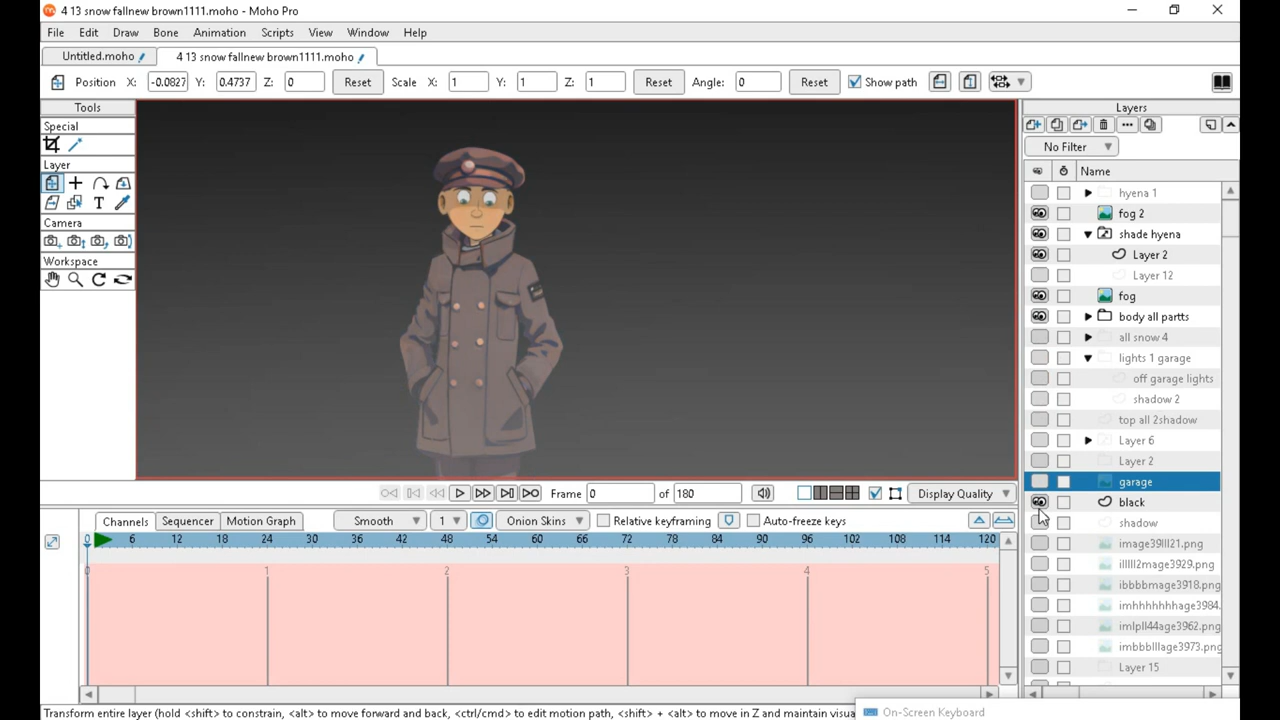 4 13 snow fallnew brown1111.moho - Moho Pro
File Edit Draw Bone Animation Scripts View Window Help
Untitled.moho 4 13 snow fallnew brown1111.moho
Position X: -0.0827 Y: 0.4737 Z: 0 Reset Scale X: 1 Y: 1 Z: 1 Reset Angle: 0 Reset Show path
Tools
Special
Layer
Camera
Workspace
Layers
No Filter
Name
hyena 1
fog 2
shade hyena
Layer 2
Layer 12
fog
body all partts
all snow 4
lights 1 garage
off garage lights
shadow 2
top all 2shadow
Layer 6
Layer 2
garage
black
shadow
image39lll21.png
illlll2mage3929.png
ibbbbmage3918.png
imhhhhhhage3984.
imlpll44age3962.png
imbbblllage3973.png
Layer 15
Frame 0 of 180 Display Quality
Channels Sequencer Motion Graph Smooth 1 Onion Skins Relative keyframing Auto-freeze keys
0 6 12 18 24 30 36 42 48 54 60 66 72 78 84 90 96 102 108 114 120
0 1 2 3 4 5
Transform entire layer (hold <shift> to constrain, <alt> to move forward and back, <ctrl/cmd> to edit motion path, <shift> + <alt> to move in Z and maintain visua
On-Screen Keyboard